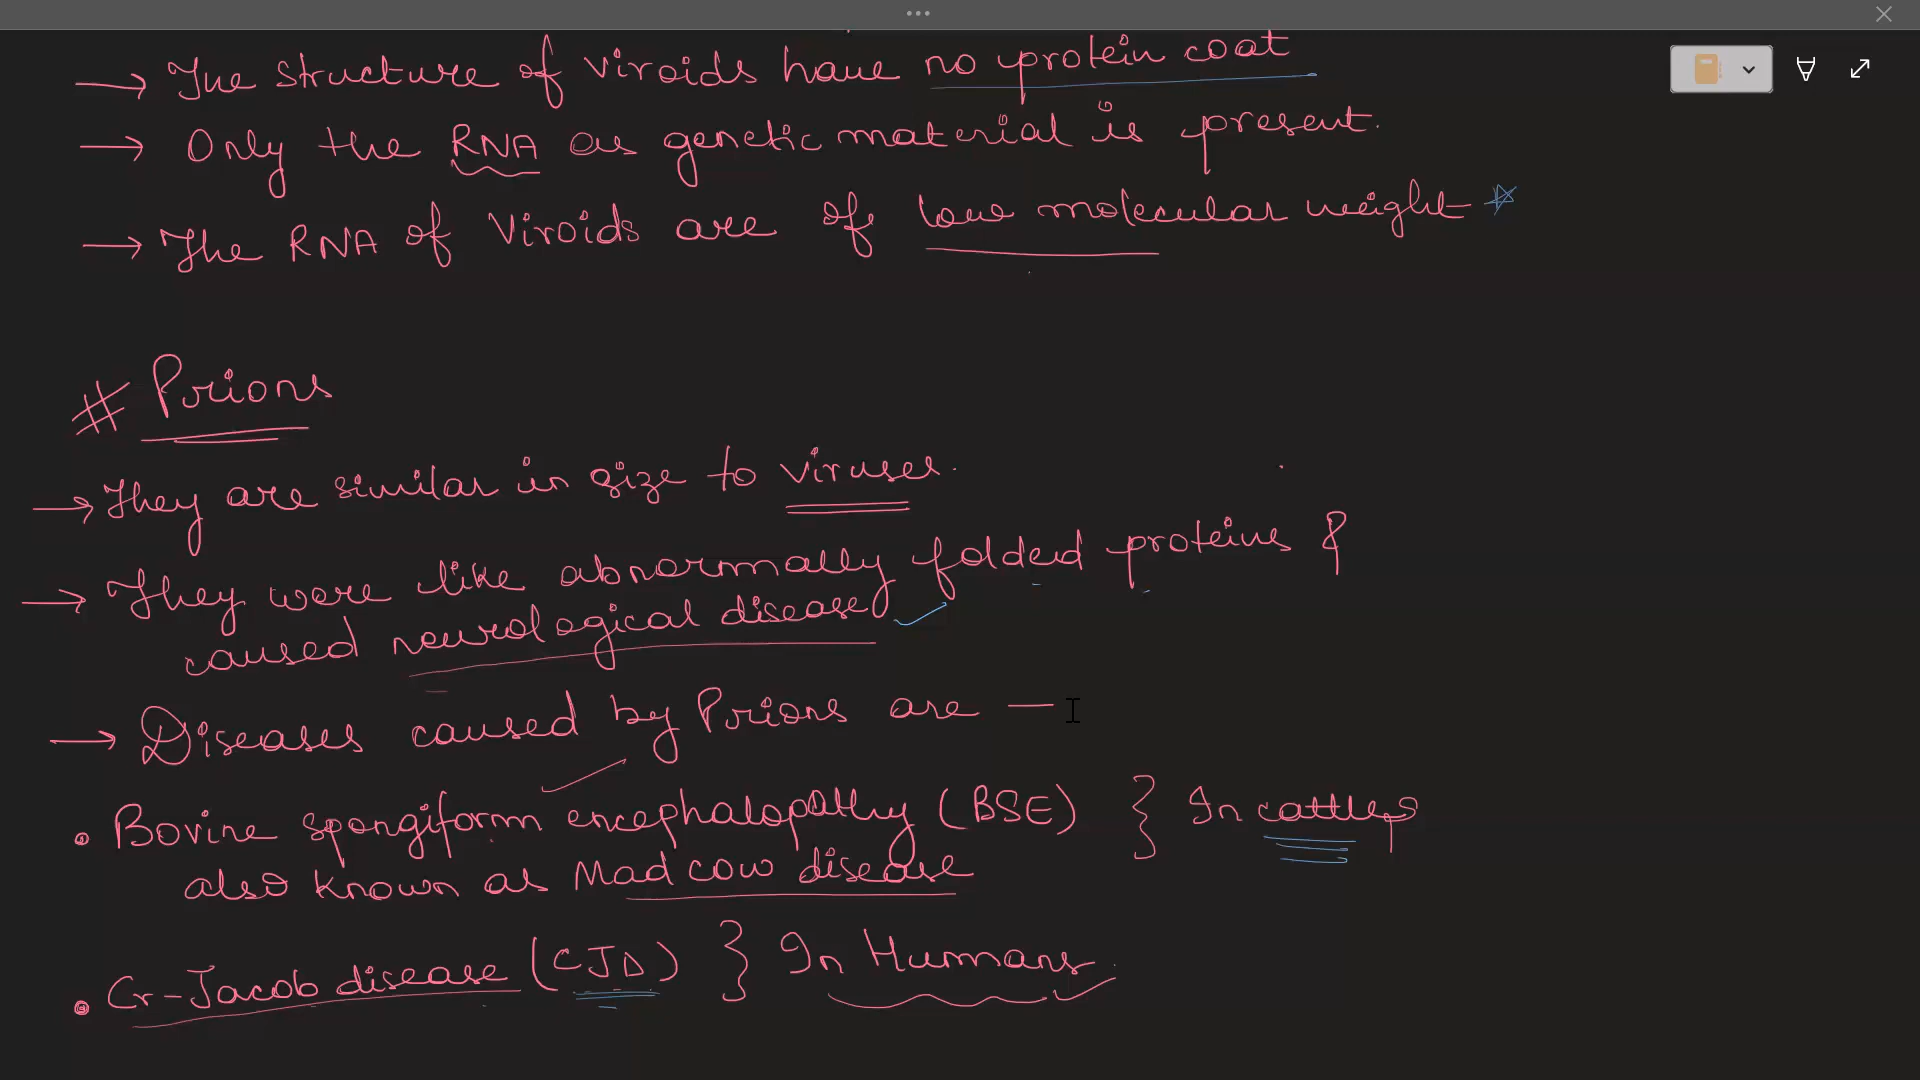 → The structure of viroids have no protein coat
→ Only the RNA as genetic material is present.
→ The RNA of Viroids are of low molecular weight ☆
# Prions
→ They are similar in size to viruses.
→ They were like abnormally folded proteins &
caused neurological disease ✓
→ Diseases caused by Prions are —
• Bovine spongiform encephalopathy (BSE) } In cattles
also known as Mad cow disease
• Cr-Jacob disease (CJD) } In Humans.